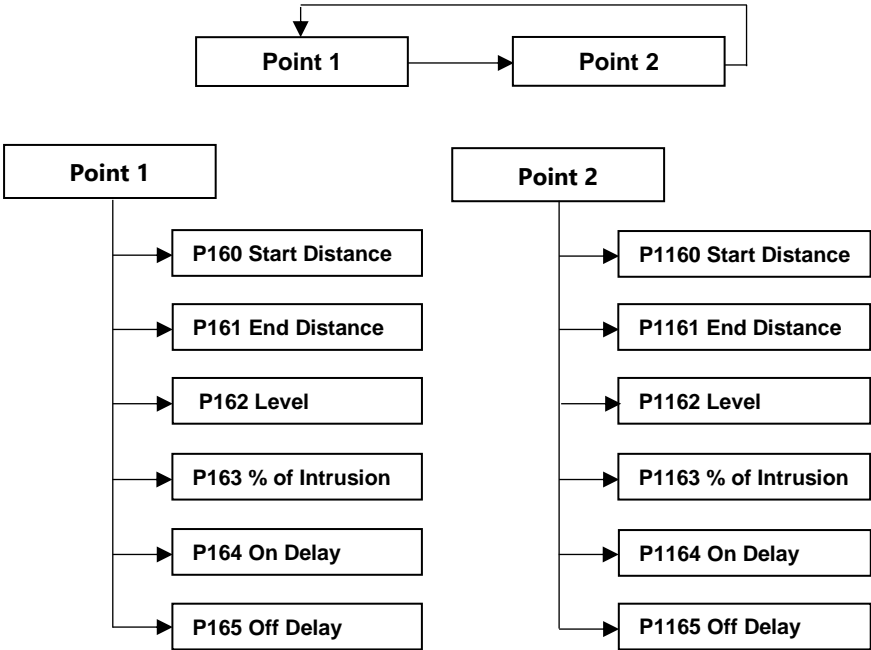 Point 1
Point 2
Point 1
P160 Start Distance
P161 End Distance
P162 Level
P163 % of Intrusion
P164 On Delay
P165 Off Delay
Point 2
P1160 Start Distance
P1161 End Distance
P1162 Level
P1163 % of Intrusion
P1164 On Delay
P1165 Off Delay